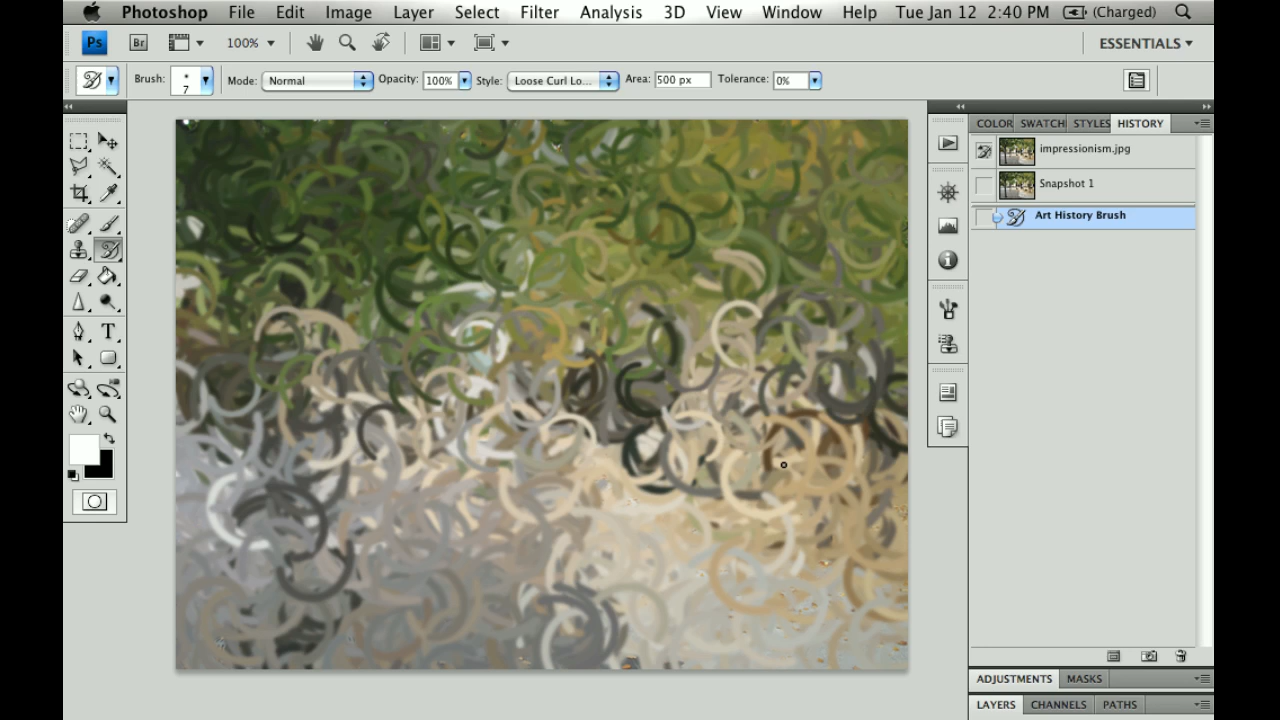 Photoshop File Edit Image Layer Select Filter Analysis 3D View Window Help Tue Jan 12 2:40 PM (Charged)
Ps Br 100% ESSENTIALS
Brush: 7 Mode: Normal Opacity: 100% Style: Loose Curl Lo... Area: 500 px Tolerance: 0%
COLOR SWATCH STYLES HISTORY
impressionism.jpg
Snapshot 1
Art History Brush
T
ADJUSTMENTS MASKS
LAYERS CHANNELS PATHS